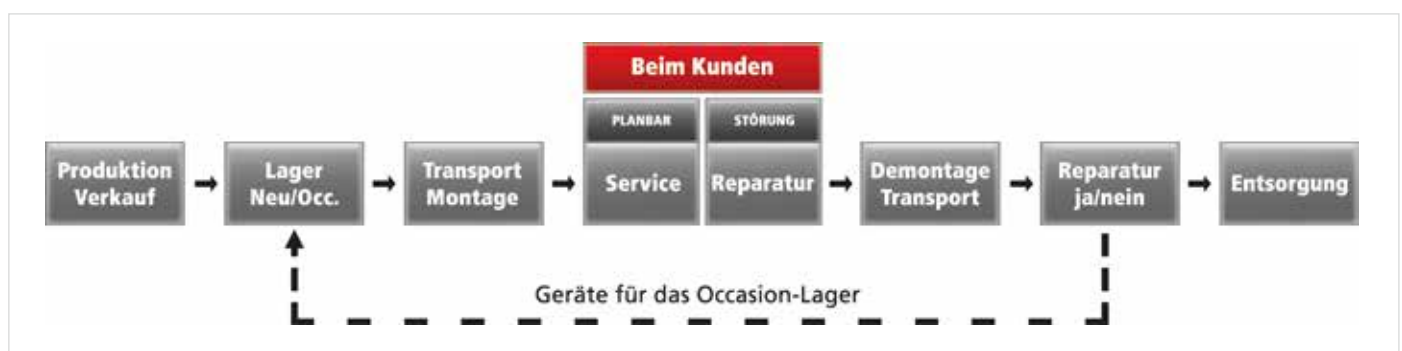 Beim Kunden
PLANBAR
STÖRUNG
Produktion
Verkauf
Lager
Neu/Occ.
Transport
Montage
Service
Reparatur
Demontage
Transport
Reparatur
ja/nein
Entsorgung
Geräte für das Occasion-Lager